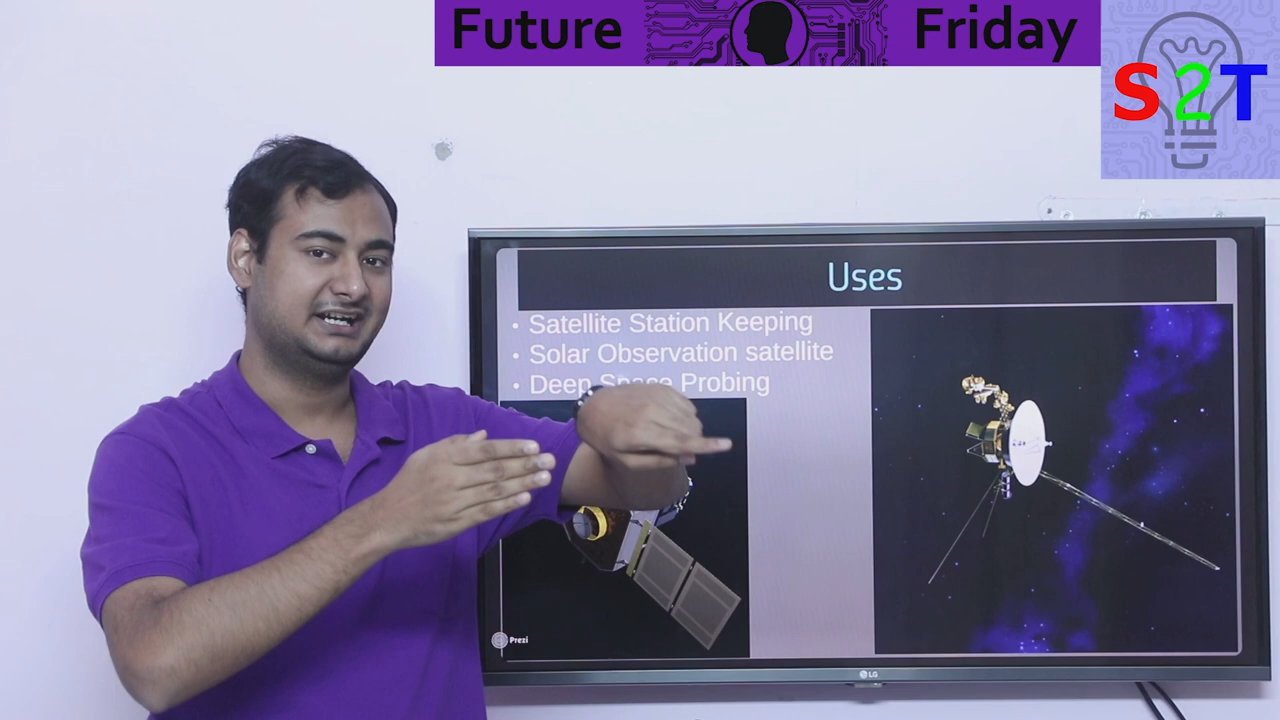 Future Friday
S2T
Uses
• Satellite Station Keeping
• Solar Observation satellite
• Deep Space Probing
Prezi
LG